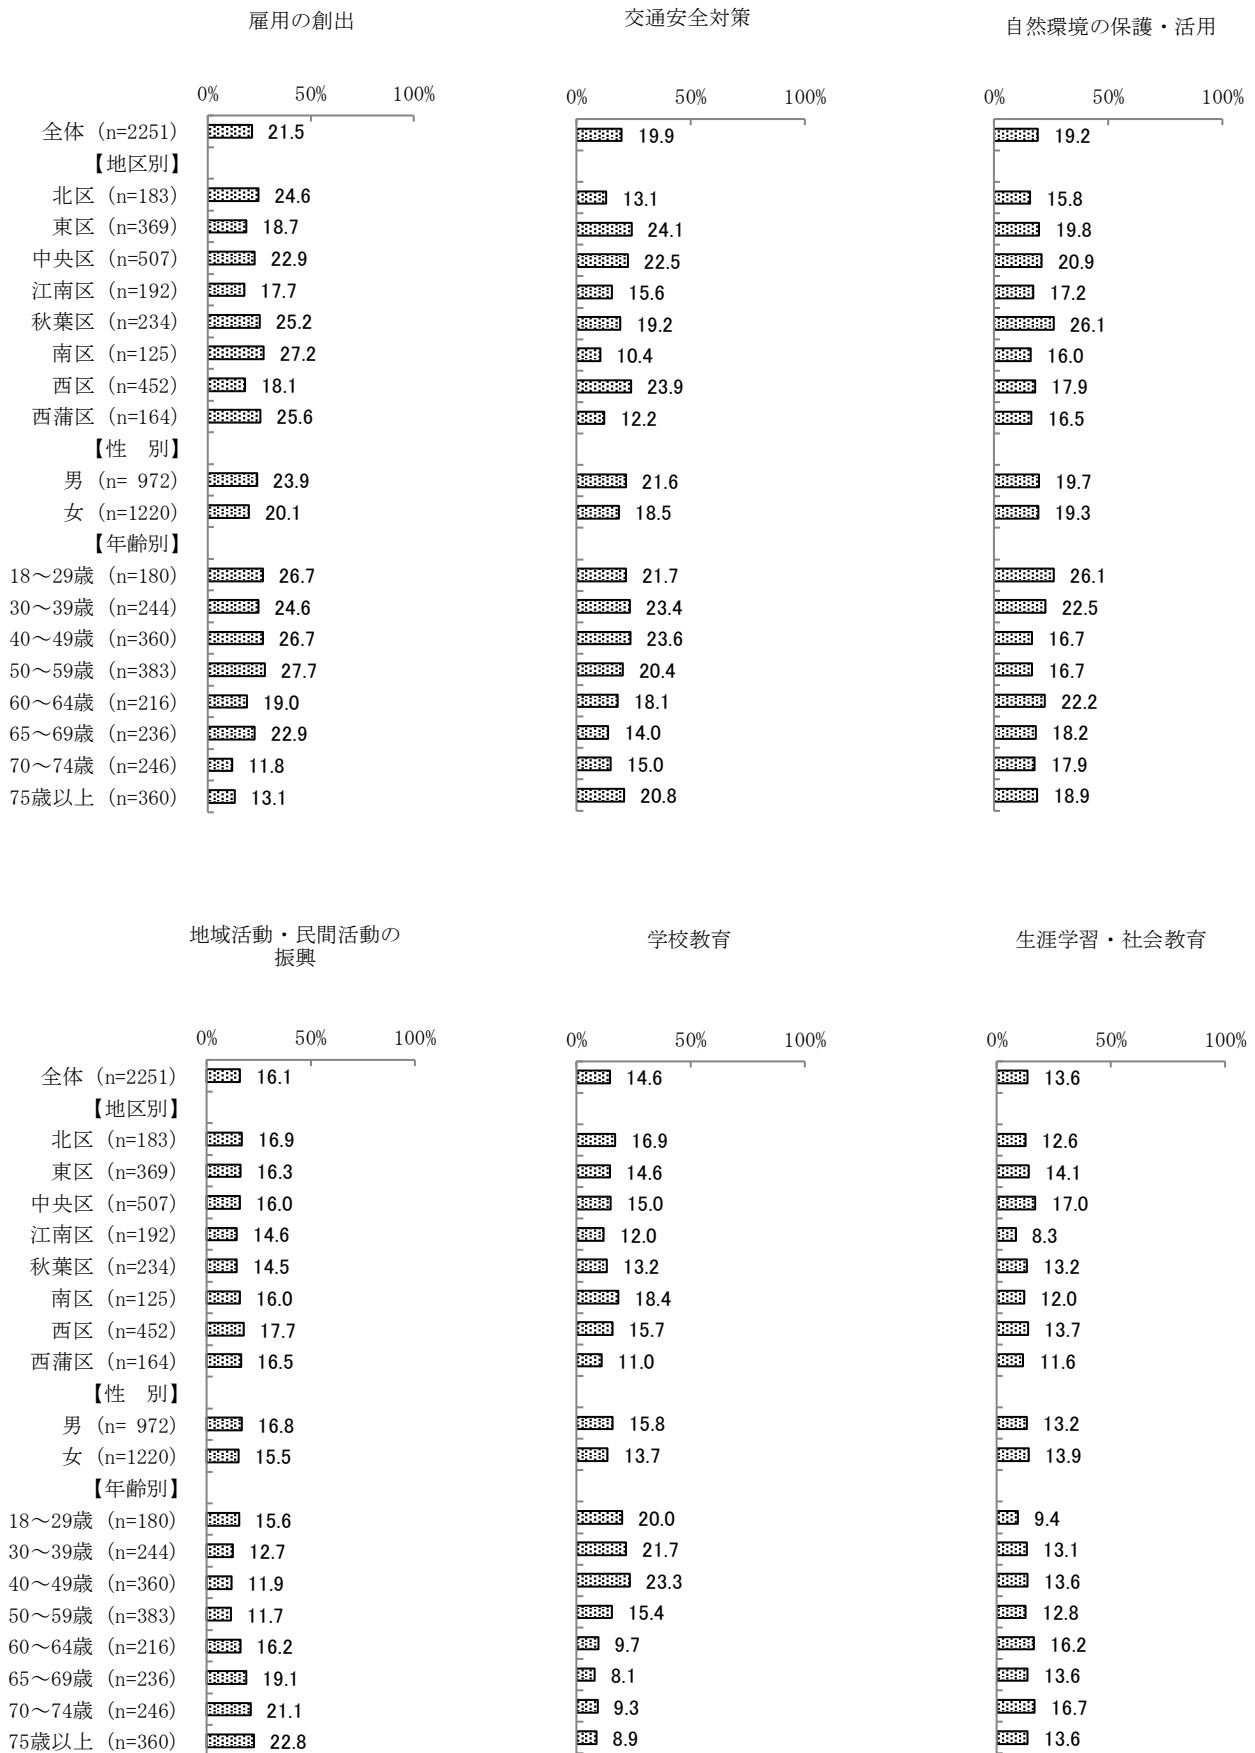 雇用の創出 交通安全対策 自然環境の保護・活用
0% 50% 100% 0% 50% 100% 0% 50% 100%
全体 (n=2251) 21.5 19.9 19.2
【地区別】
北区 (n=183) 24.6 13.1 15.8
東区 (n=369) 18.7 24.1 19.8
中央区 (n=507) 22.9 22.5 20.9
江南区 (n=192) 17.7 15.6 17.2
秋葉区 (n=234) 25.2 19.2 26.1
南区 (n=125) 27.2 10.4 16.0
西区 (n=452) 18.1 23.9 17.9
西蒲区 (n=164) 25.6 12.2 16.5
【性　別】
男 (n= 972) 23.9 21.6 19.7
女 (n=1220) 20.1 18.5 19.3
【年齢別】
18～29歳 (n=180) 26.7 21.7 26.1
30～39歳 (n=244) 24.6 23.4 22.5
40～49歳 (n=360) 26.7 23.6 16.7
50～59歳 (n=383) 27.7 20.4 16.7
60～64歳 (n=216) 19.0 18.1 22.2
65～69歳 (n=236) 22.9 14.0 18.2
70～74歳 (n=246) 11.8 15.0 17.9
75歳以上 (n=360) 13.1 20.8 18.9
地域活動・民間活動の 学校教育 生涯学習・社会教育
振興
0% 50% 100% 0% 50% 100% 0% 50% 100%
全体 (n=2251) 16.1 14.6 13.6
【地区別】
北区 (n=183) 16.9 16.9 12.6
東区 (n=369) 16.3 14.6 14.1
中央区 (n=507) 16.0 15.0 17.0
江南区 (n=192) 14.6 12.0 8.3
秋葉区 (n=234) 14.5 13.2 13.2
南区 (n=125) 16.0 18.4 12.0
西区 (n=452) 17.7 15.7 13.7
西蒲区 (n=164) 16.5 11.0 11.6
【性　別】
男 (n= 972) 16.8 15.8 13.2
女 (n=1220) 15.5 13.7 13.9
【年齢別】
18～29歳 (n=180) 15.6 20.0 9.4
30～39歳 (n=244) 12.7 21.7 13.1
40～49歳 (n=360) 11.9 23.3 13.6
50～59歳 (n=383) 11.7 15.4 12.8
60～64歳 (n=216) 16.2 9.7 16.2
65～69歳 (n=236) 19.1 8.1 13.6
70～74歳 (n=246) 21.1 9.3 16.7
75歳以上 (n=360) 22.8 8.9 13.6